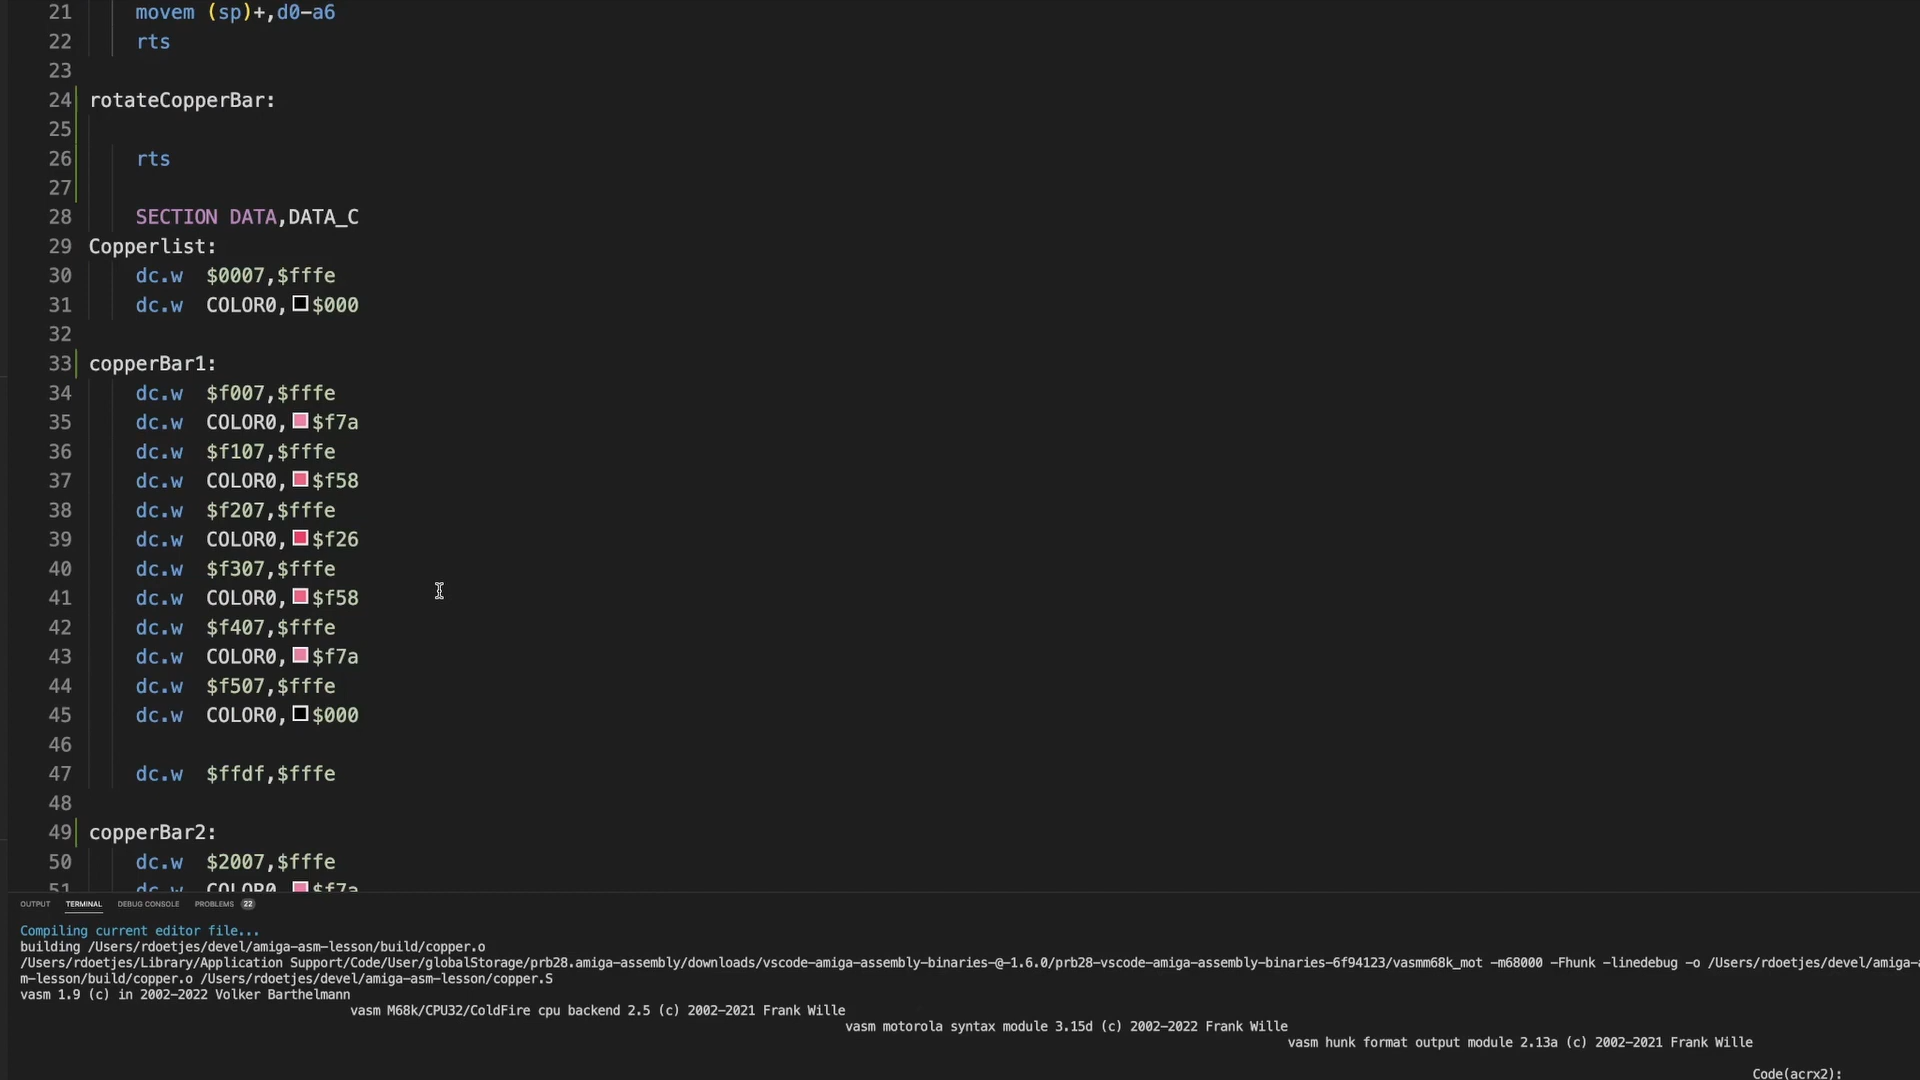 21 movem (sp)+,d0-a6
22 rts
23
24 rotateCopperBar:
25
26 rts
27
28 SECTION DATA,DATA_C
29 Copperlist:
30 dc.w $0007,$fffe
31 dc.w COLOR0,$000
32
33 copperBar1:
34 dc.w $f007,$fffe
35 dc.w COLOR0,$f7a
36 dc.w $f107,$fffe
37 dc.w COLOR0,$f58
38 dc.w $f207,$fffe
39 dc.w COLOR0,$f26
40 dc.w $f307,$fffe
41 dc.w COLOR0,$f58
42 dc.w $f407,$fffe
43 dc.w COLOR0,$f7a
44 dc.w $f507,$fffe
45 dc.w COLOR0,$000
46
47 dc.w $ffdf,$fffe
48
49 copperBar2:
50 dc.w $2007,$fffe
51 dc.w COLOR0,$f7a
OUTPUT TERMINAL DEBUG CONSOLE PROBLEMS 22
Compiling current editor file...
building /Users/rdoetjes/devel/amiga-asm-lesson/build/copper.o
/Users/rdoetjes/Library/Application Support/Code/User/globalStorage/prb28.amiga-assembly/downloads/vscode-amiga-assembly-binaries-@-1.6.0/prb28-vscode-amiga-assembly-binaries-6f94123/vasmm68k_mot -m68000 -Fhunk -linedebug -o /Users/rdoetjes/devel/amiga-a
m-lesson/build/copper.o /Users/rdoetjes/devel/amiga-asm-lesson/copper.S
vasm 1.9 (c) in 2002-2022 Volker Barthelmann
vasm M68k/CPU32/ColdFire cpu backend 2.5 (c) 2002-2021 Frank Wille
vasm motorola syntax module 3.15d (c) 2002-2022 Frank Wille
vasm hunk format output module 2.13a (c) 2002-2021 Frank Wille
Code(acrx2):